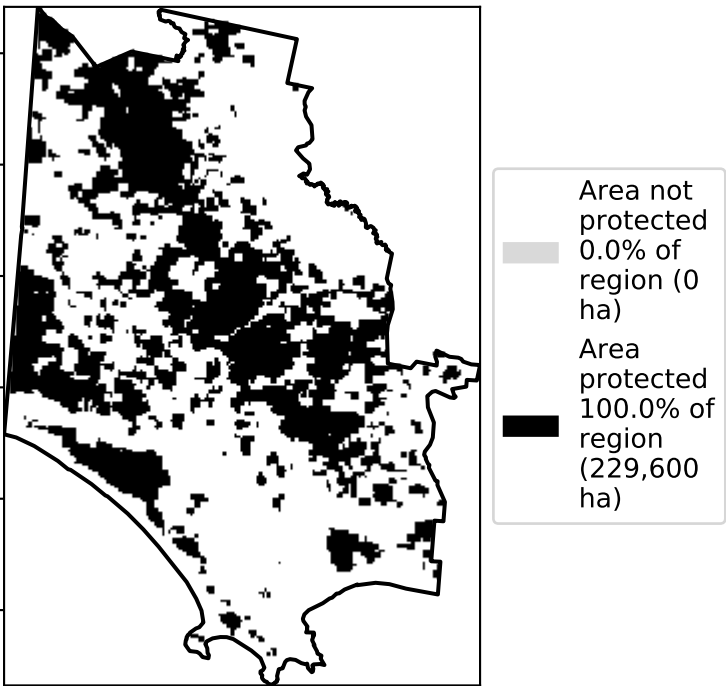 Area not
protected
0.0% of
region (0
ha)
Area
protected
100.0% of
region
(229,600
ha)